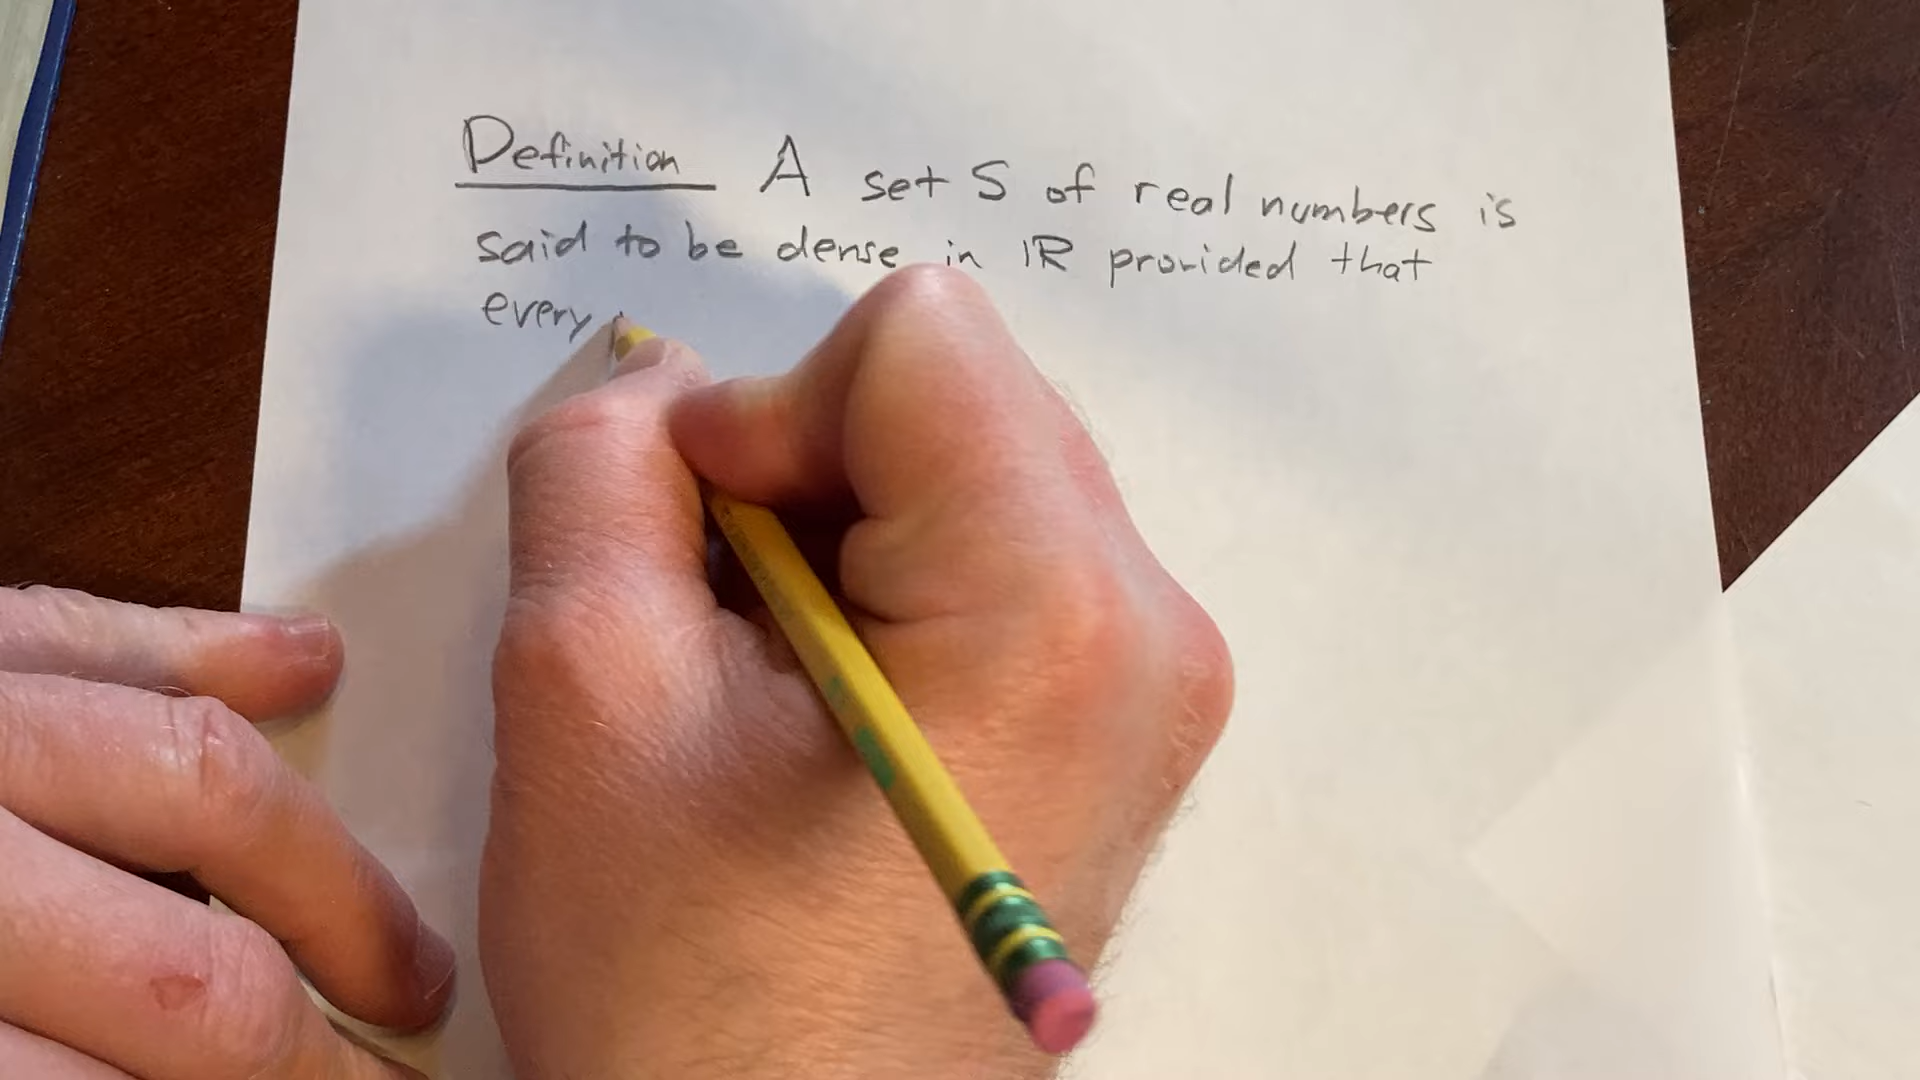 Definition A set S of real numbers is
said to be dense in ℝ provided that
every